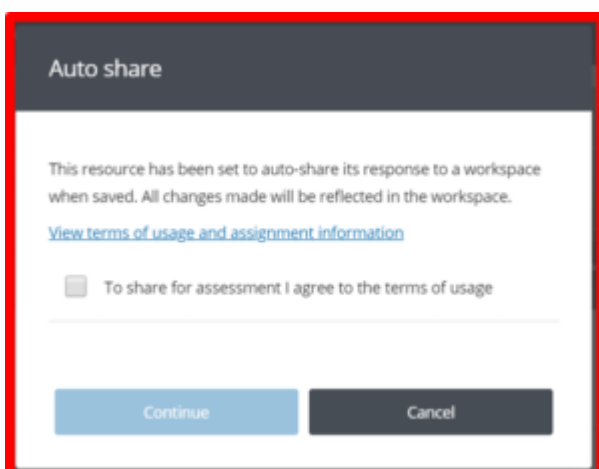 Auto share
This resource has been set to auto-share its response to a workspace
when saved. All changes made will be reflected in the workspace.
View terms of usage and assignment information
To share for assessment I agree to the terms of usage
Continue
Cancel